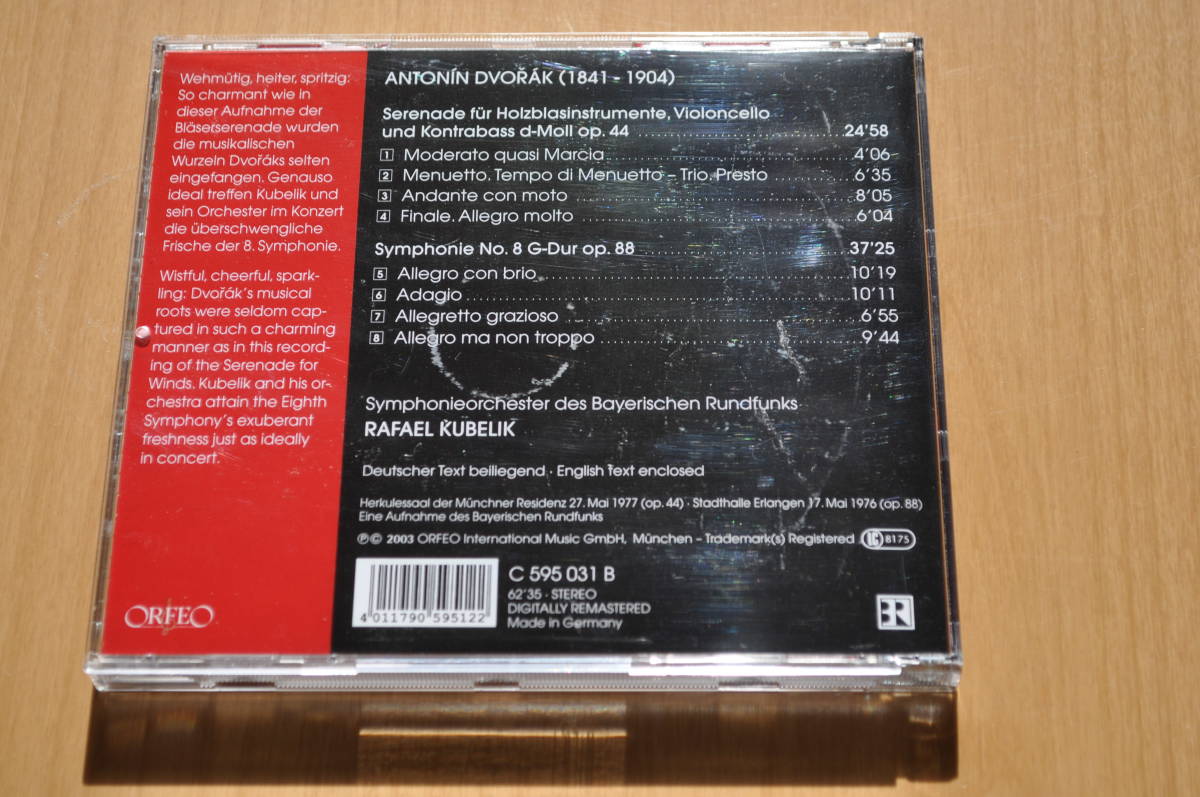 Wehmütig, heiter, spritzig:
So charmant wie in
dieser Aufnahme der
Bläserserenade wurden
die musikalischen
Wurzeln Dvořáks selten
eingefangen. Genauso
ideal treffen Kubelik und
sein Orchester im Konzert
die überschwengliche
Frische der 8. Symphonie.
Wistful, cheerful, spark-
ling: Dvořák's musical
roots were seldom cap-
tured in such a charming
manner as in this record-
ing of the Serenade for
Winds. Kubelik and his or-
chestra attain the Eighth
Symphony's exuberant
freshness just as ideally
in concert.
ORFEO
ANTONÍN DVOŘÁK (1841 - 1904)
Serenade für Holzblasinstrumente, Violoncello
und Kontrabass d-Moll op. 44 24'58
1 Moderato quasi Marcia 4'06
2 Menuetto. Tempo di Menuetto – Trio. Presto 6'35
3 Andante con moto 8'05
4 Finale. Allegro molto 6'04
Symphonie No. 8 G-Dur op. 88 37'25
5 Allegro con brio 10'19
6 Adagio 10'11
7 Allegretto grazioso 6'55
8 Allegro ma non troppo 9'44
Symphonieorchester des Bayerischen Rundfunks
RAFAEL KUBELIK
Deutscher Text beiliegend · English Text enclosed
Herkulessaal der Münchner Residenz 27. Mai 1977 (op. 44) · Stadthalle Erlangen 17. Mai 1976 (op. 88)
Eine Aufnahme des Bayerischen Rundfunks
℗© 2003 ORFEO International Music GmbH, München – Trademark(s) Registered LC 8175
4 011790 595122
C 595 031 B
62'35 · STEREO
DIGITALLY REMASTERED
Made in Germany
BR